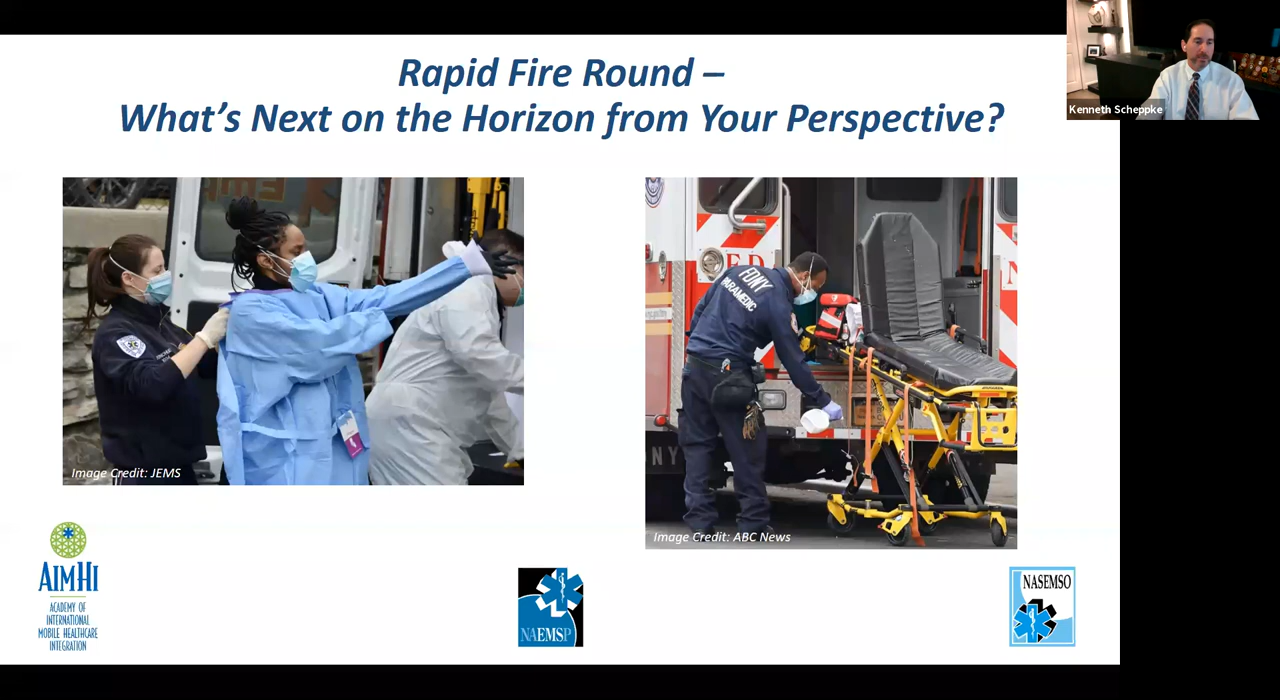 Rapid Fire Round –
What's Next on the Horizon from Your Perspective?
Kenneth Scheppke
Image Credit: JEMS
FDNY
PARAMEDIC
NY
Image Credit: ABC News
AIMHI
ACADEMY OF
INTERNATIONAL
MOBILE HEALTHCARE
INTEGRATION
NAEMSP
NASEMSO